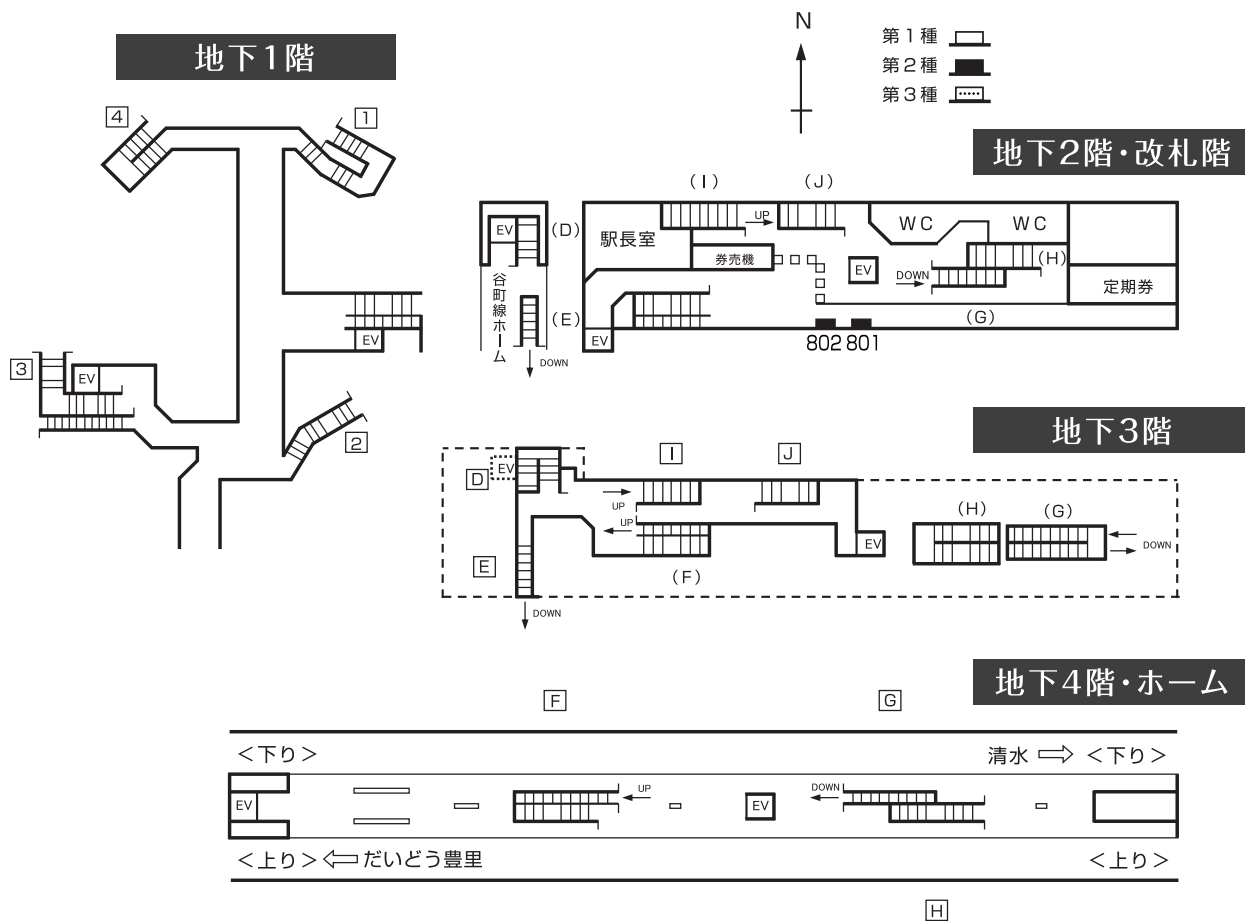 地下1階
4
1
EV
3
EV
2
N
第1種
第2種
第3種
地下2階・改札階
(I)
(J)
UP
EV
(D)
駅長室
券売機
WC
WC
EV
(H)
DOWN
定期券
谷町線ホーム
(E)
(G)
EV
DOWN
802 801
地下3階
I
J
EV
D
UP
UP
(H)
(G)
EV
DOWN
E
(F)
DOWN
地下4階・ホーム
F
G
<下り>
清水
<下り>
EV
UP
EV
DOWN
<上り>
だいどう豊里
<上り>
H